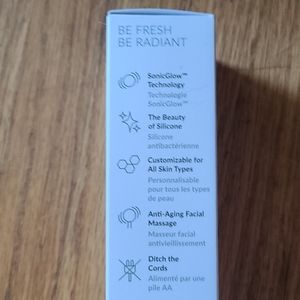 BE FRESH
BE RADIANT
SonicGlow™
Technology
Technologie
SonicGlow™
The Beauty
of Silicone
Silicone
antibactérienne
Customizable for
All Skin Types
Personnalisable
pour tous les types
de peau
Anti-Aging Facial
Massage
Masseur facial
antivieillissement
Ditch the
Cords
Alimenté par une
pile AA